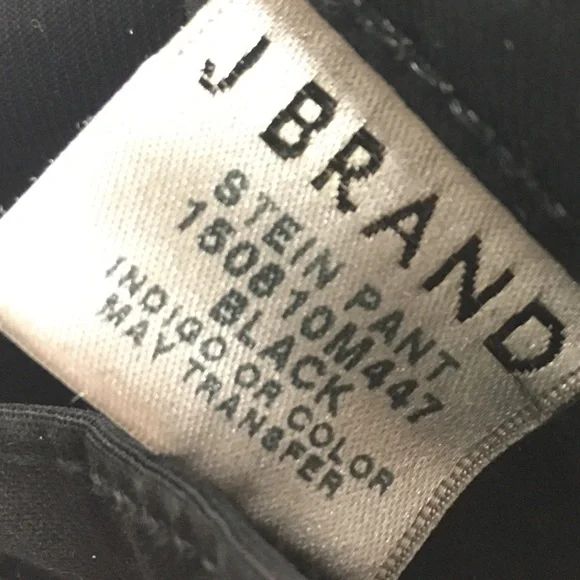 J BRAND
STEIN PANT
150810M447
BLACK
INDIGO OR COLOR
MAY TRANSFER